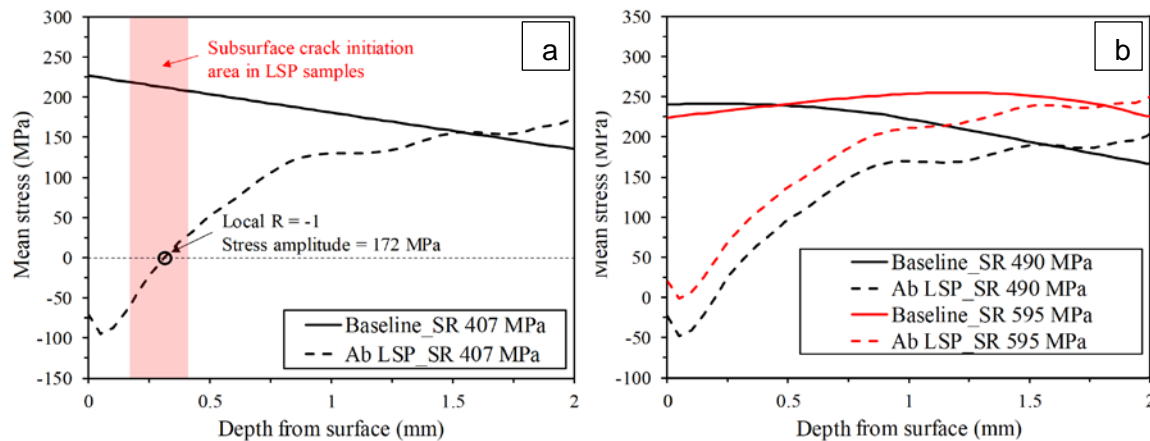 a
Mean stress (MPa)
300
250
200
150
100
50
0
-50
-100
-150
Subsurface crack initiation
area in LSP samples
Local R = -1
Stress amplitude = 172 MPa
Baseline_SR 407 MPa
Ab LSP_SR 407 MPa
0 0.5 1 1.5 2
Depth from surface (mm)
b
Mean stress (MPa)
350
300
250
200
150
100
50
0
-50
-100
Baseline_SR 490 MPa
Ab LSP_SR 490 MPa
Baseline_SR 595 MPa
Ab LSP_SR 595 MPa
0 0.5 1 1.5 2
Depth from surface (mm)